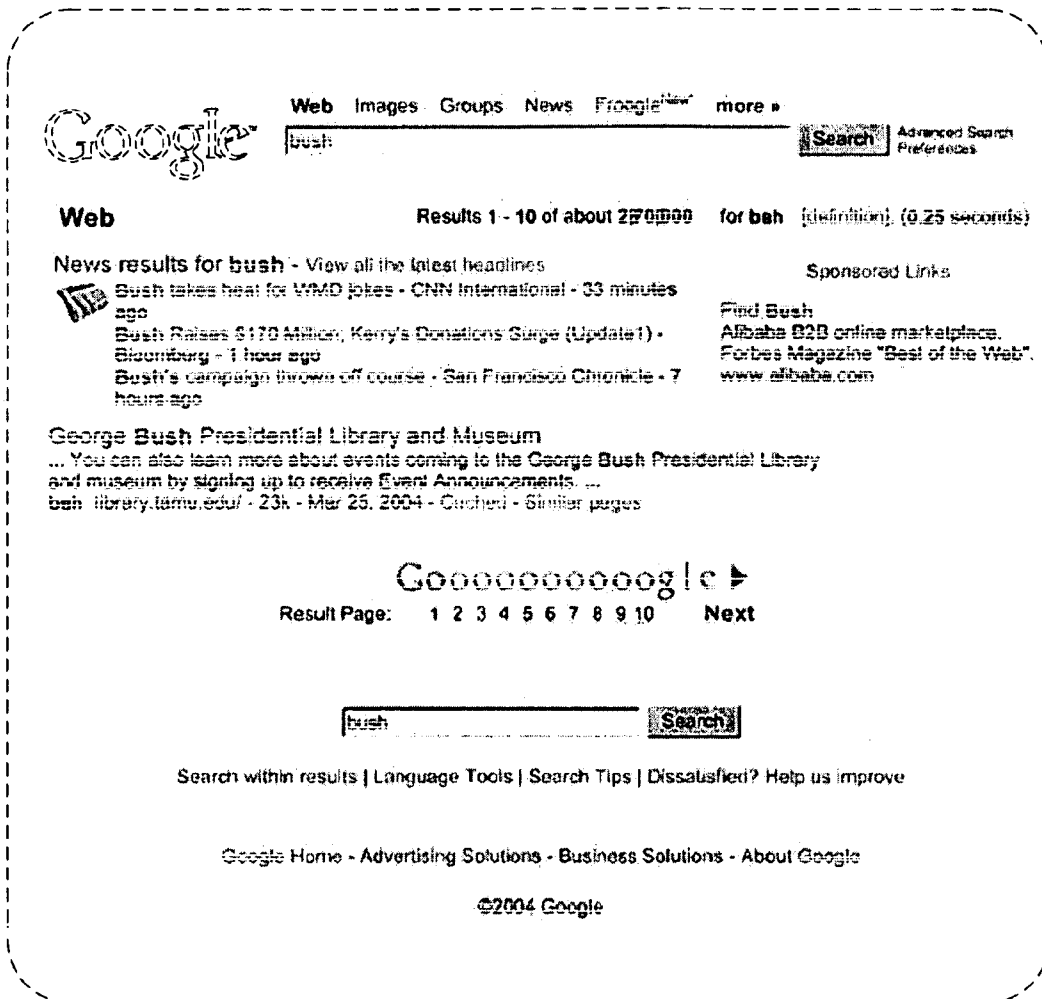 Web Images Groups News Froogle New! more »
Google™
bush
Search
Advanced Search
Preferences
Web
Results 1 - 10 of about
for bsh [definition]. (0.25 seconds)
News results for bush - View all the latest headlines
Bush takes heat for WMD jokes - CNN International - 33 minutes
ago
Bush Raises $170 Million; Kerry's Donations Surge (Update1) -
Bloomburg - 1 hour ago
Bush's campaign thrown off course - San Francisco Chronicle - 7
hours ago
Sponsored Links
Find Bush
Alibaba B2B online marketplace.
Forbes Magazine "Best of the Web".
www.alibaba.com
George Bush Presidential Library and Museum
... You can also learn more about events coming to the George Bush Presidential Library
and museum by signing up to receive Event Announcements. ...
bsh library.tamu.edu/ - 23k - Mar 25, 2004 - Cached - Similar pages
Goooooooooogle ►
Result Page: 1 2 3 4 5 6 7 8 9 10 Next
bush
Search
Search within results | Language Tools | Search Tips | Dissatisfied? Help us improve
Google Home - Advertising Solutions - Business Solutions - About Google
©2004 Google